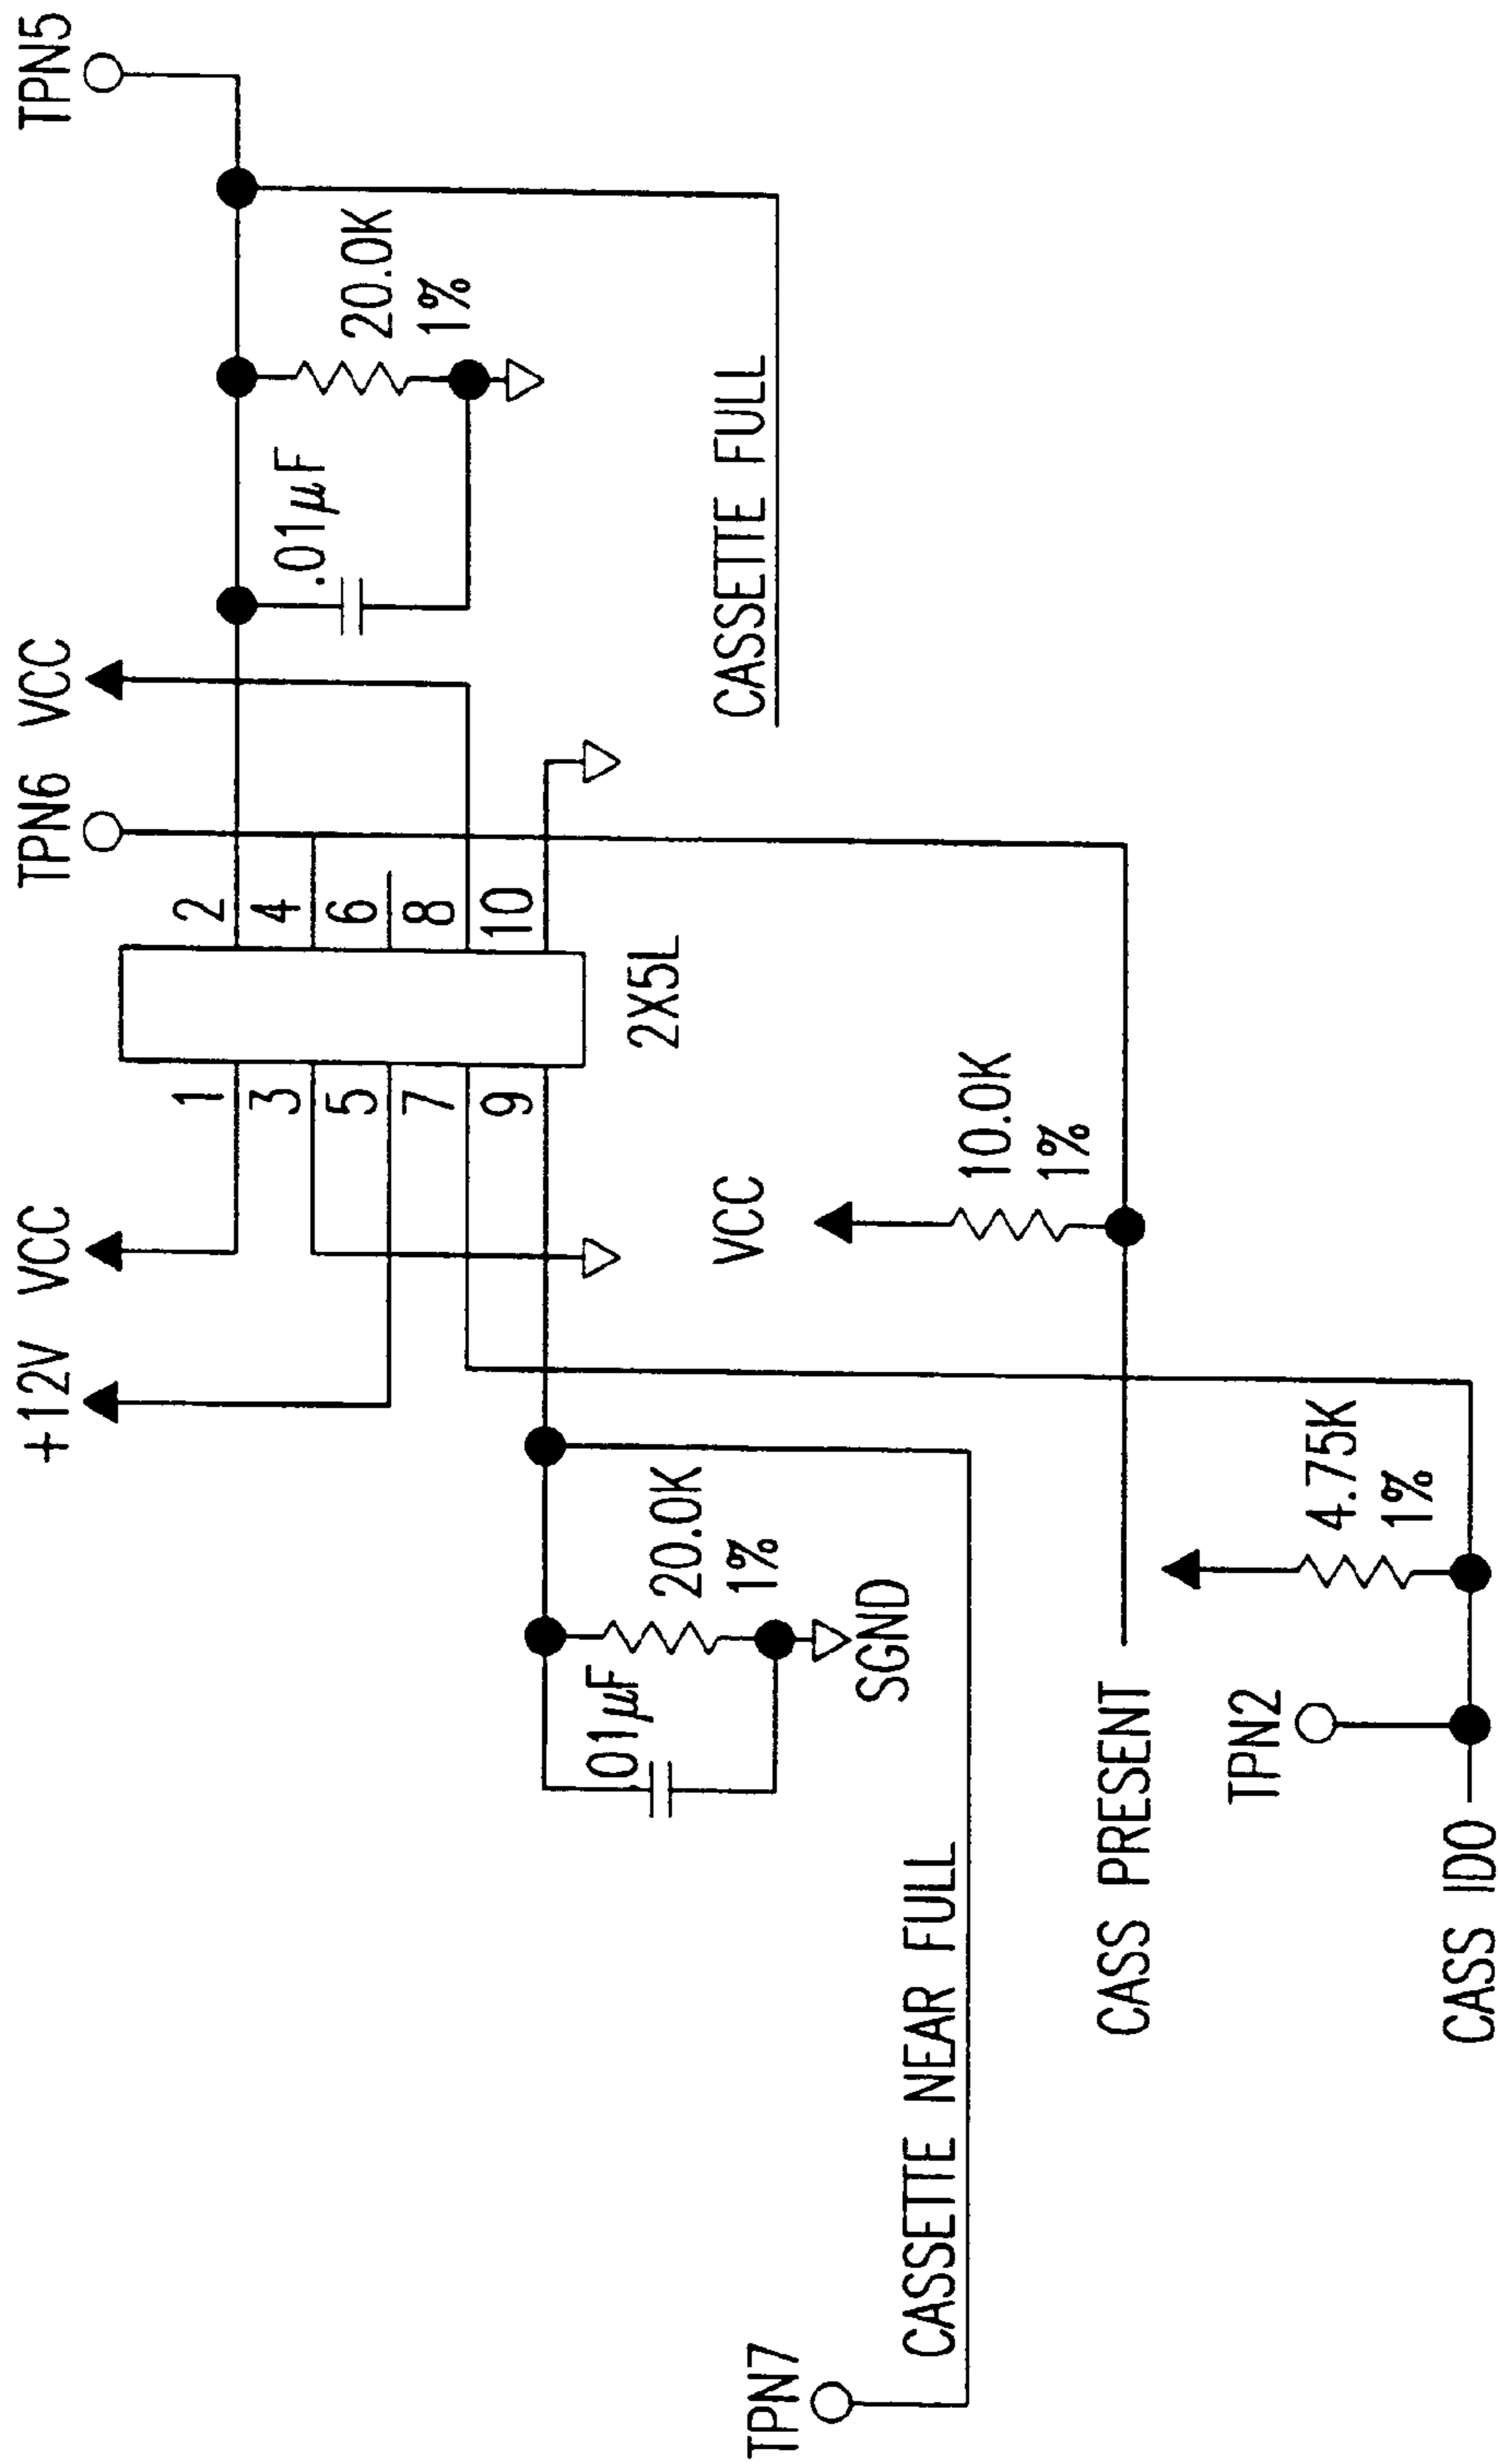 TPN7
+12V
VCC
TPN6
VCC
TPN5
1
2
3
4
5
6
7
8
9
10
2X5L
.01µF
20.0K
1%
.01µF
20.0K
1%
SGND
VCC
10.0K
1%
CASSETTE FULL
CASSETTE NEAR FULL
CASS PRESENT
4.75K
1%
TPN2
CASS ID0